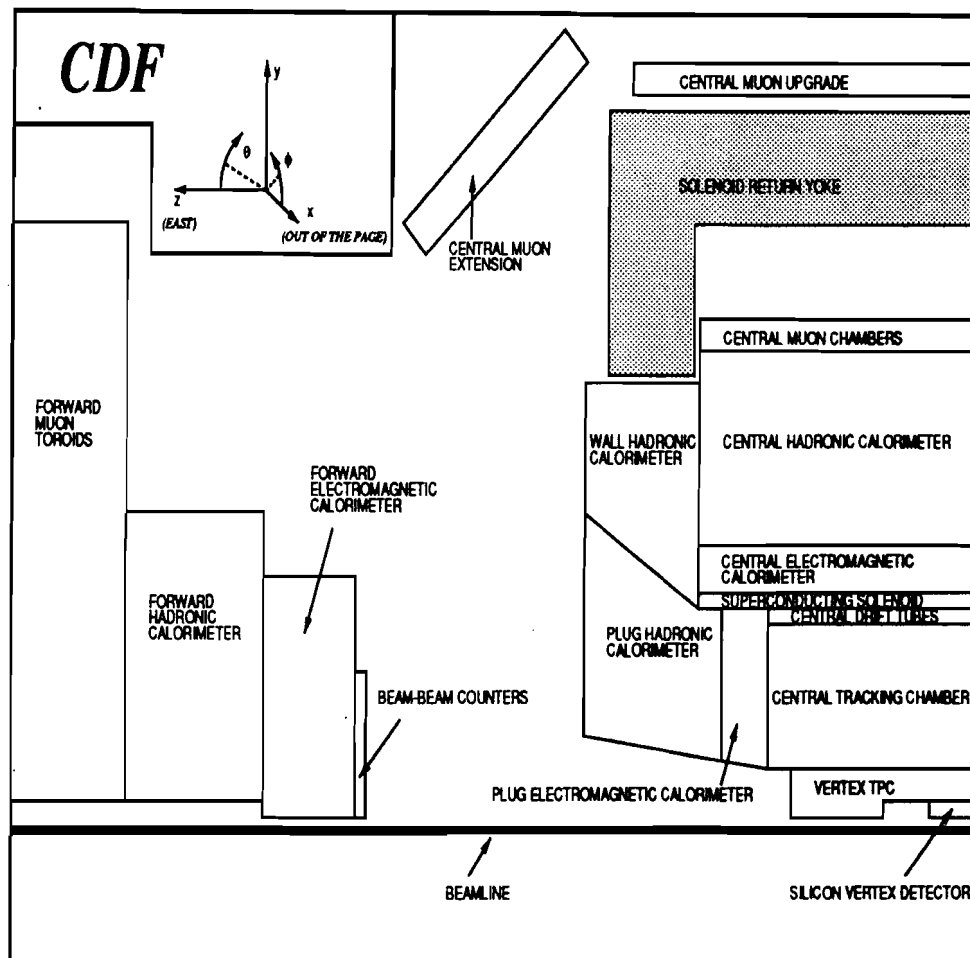 CDF
y
θ
ϕ
z
x
(EAST)
(OUT OF THE PAGE)
CENTRAL MUON UPGRADE
SOLENOID RETURN YOKE
CENTRAL MUON
EXTENSION
CENTRAL MUON CHAMBERS
FORWARD
MUON
TOROIDS
WALL HADRONIC
CALORIMETER
CENTRAL HADRONIC CALORIMETER
FORWARD
ELECTROMAGNETIC
CALORIMETER
CENTRAL ELECTROMAGNETIC
CALORIMETER
SUPERCONDUCTING SOLENOID
CENTRAL DRIFT TUBES
FORWARD
HADRONIC
CALORIMETER
PLUG HADRONIC
CALORIMETER
BEAM-BEAM COUNTERS
CENTRAL TRACKING CHAMBER
PLUG ELECTROMAGNETIC CALORIMETER
VERTEX TPC
BEAMLINE
SILICON VERTEX DETECTOR